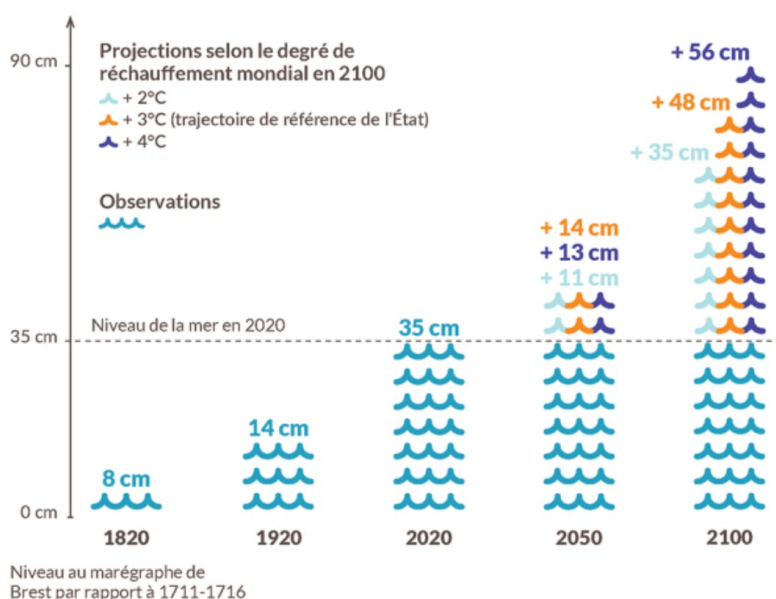 90 cm
Projections selon le degré de
réchauffement mondial en 2100
+ 2°C
+ 3°C (trajectoire de référence de l'État)
+ 4°C
Observations
+ 56 cm
+ 48 cm
+ 35 cm
+ 14 cm
+ 13 cm
+ 11 cm
Niveau de la mer en 2020
35 cm
35 cm
14 cm
8 cm
0 cm
1820
1920
2020
2050
2100
Niveau au marégraphe de
Brest par rapport à 1711-1716